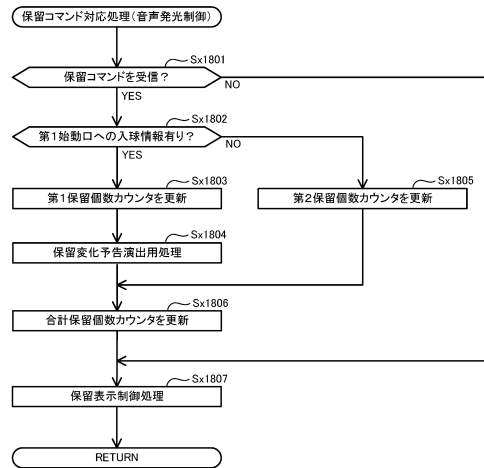 保留コマンド対応処理(音声発光制御)
Sx1801
保留コマンドを受信?
NO
YES
Sx1802
第1始動口への入球情報有り?
NO
YES
Sx1803
第1保留個数カウンタを更新
Sx1805
第2保留個数カウンタを更新
Sx1804
保留変化予告演出用処理
Sx1806
合計保留個数カウンタを更新
Sx1807
保留表示制御処理
RETURN